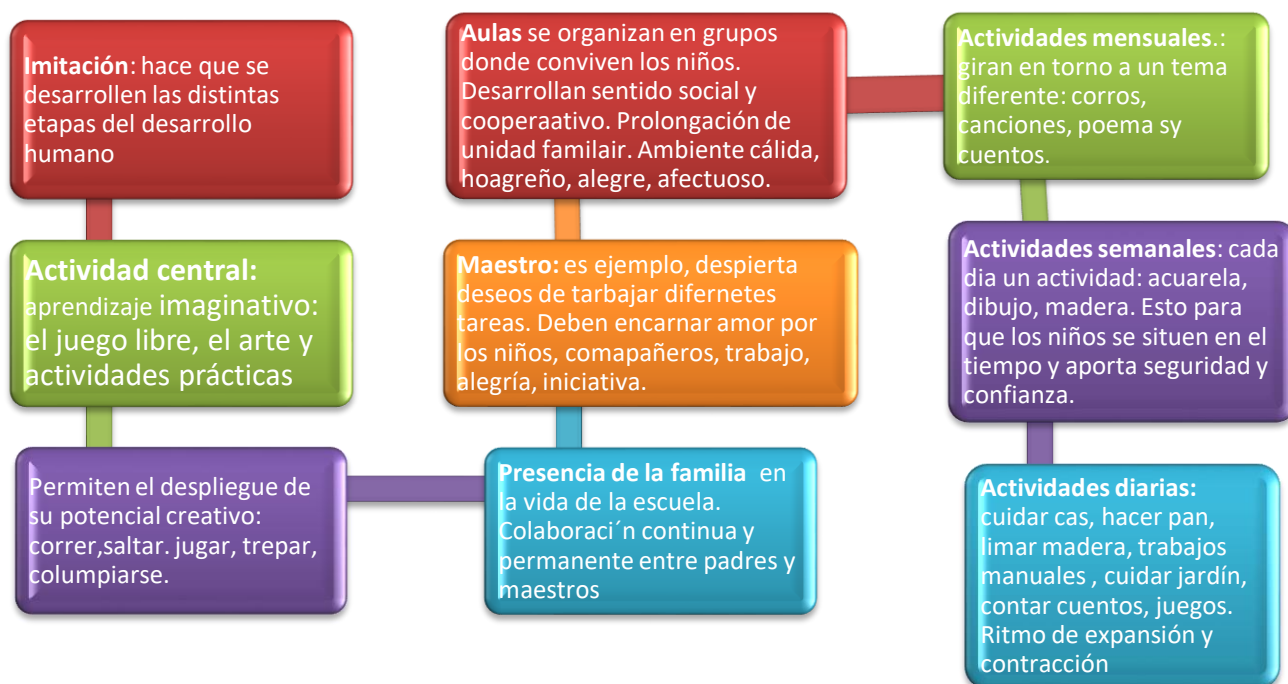 Imitación: hace que se
desarrollen las distintas
etapas del desarrollo
humano
Actividad central:
aprendizaje imaginativo:
el juego libre, el arte y
actividades prácticas
Permiten el despliegue de
su potencial creativo:
correr,saltar. jugar, trepar,
columpiarse.
Presencia de la familia en
la vida de la escuela.
Colaboraci´n continua y
permanente entre padres y
maestros
Maestro: es ejemplo, despierta
deseos de tarbajar difernetes
tareas. Deben encarnar amor por
los niños, comapañeros, trabajo,
alegría, iniciativa.
Aulas se organizan en grupos
donde conviven los niños.
Desarrollan sentido social y
cooperaativo. Prolongación de
unidad familair. Ambiente cálida,
hoagreño, alegre, afectuoso.
Actividades mensuales.:
giran en torno a un tema
diferente: corros,
canciones, poema sy
cuentos.
Actividades semanales: cada
dia un actividad: acuarela,
dibujo, madera. Esto para
que los niños se situen en el
tiempo y aporta seguridad y
confianza.
Actividades diarias:
cuidar cas, hacer pan,
limar madera, trabajos
manuales , cuidar jardín,
contar cuentos, juegos.
Ritmo de expansión y
contracción